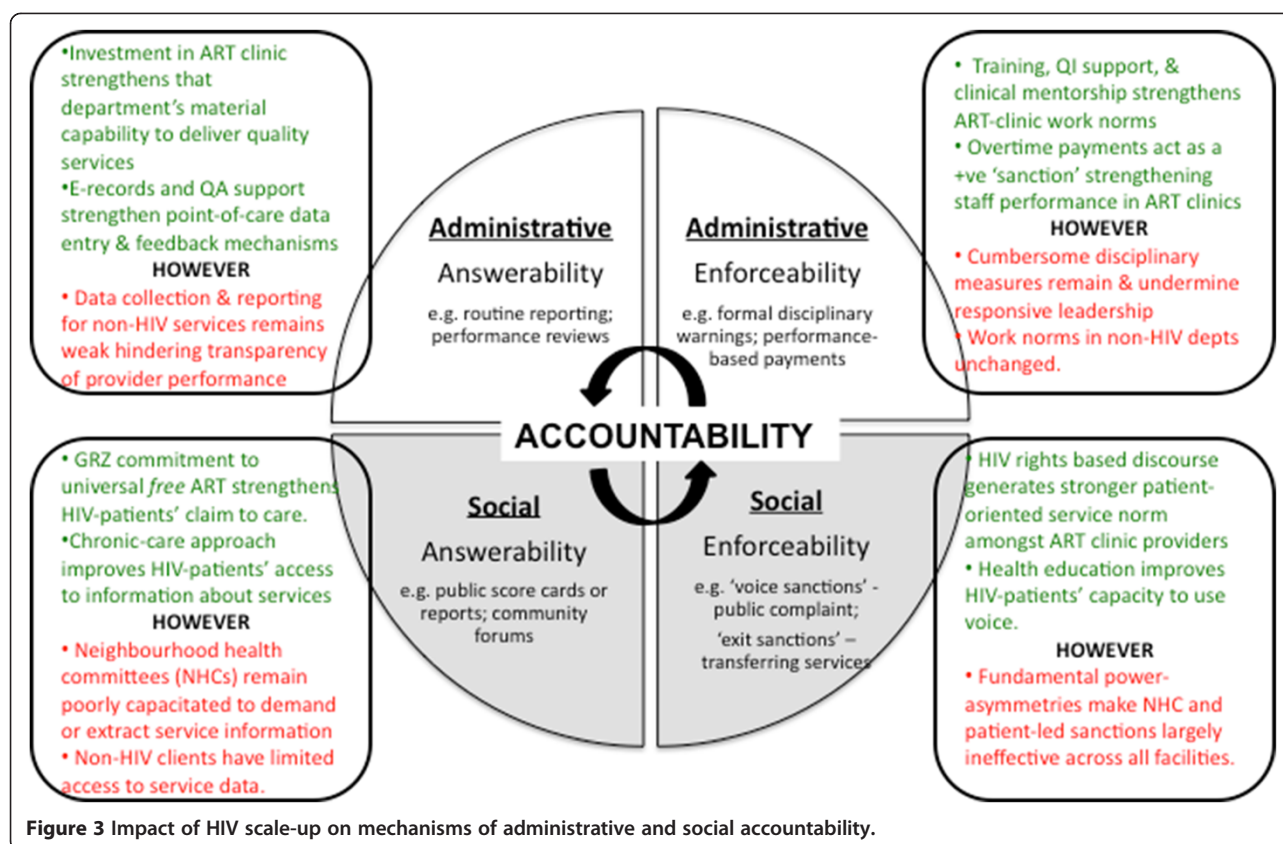 •Investment in ART clinic
strengthens that
department's material
capability to deliver quality
services
•E-records and QA support
strengthen point-of-care data
entry & feedback mechanisms
HOWEVER
• Data collection & reporting
for non-HIV services remains
weak hindering transparency
of provider performance
Administrative
Answerability
e.g. routine reporting;
performance reviews
Administrative
Enforceability
e.g. formal disciplinary
warnings; performance-
based payments
• Training, QI support, &
clinical mentorship strengthens
ART-clinic work norms
• Overtime payments act as a
+ve 'sanction' strengthening
staff performance in ART clinics
HOWEVER
• Cumbersome disciplinary
measures remain & undermine
responsive leadership
• Work norms in non-HIV depts
unchanged.
ACCOUNTABILITY
• GRZ commitment to
universal free ART strengthens
HIV-patients' claim to care.
•Chronic-care approach
improves HIV-patients' access
to information about services
HOWEVER
• Neighbourhood health
committees (NHCs) remain
poorly capacitated to demand
or extract service information
• Non-HIV clients have limited
access to service data.
Social
Answerability
e.g. public score cards or
reports; community
forums
Social
Enforceability
e.g. 'voice sanctions' -
public complaint;
'exit sanctions' –
transferring services
• HIV rights based discourse
generates stronger patient-
oriented service norm
amongst ART clinic providers
• Health education improves
HIV-patients' capacity to use
voice.
HOWEVER
• Fundamental power-
asymmetries make NHC and
patient-led sanctions largely
ineffective across all facilities.
Figure 3 Impact of HIV scale-up on mechanisms of administrative and social accountability.